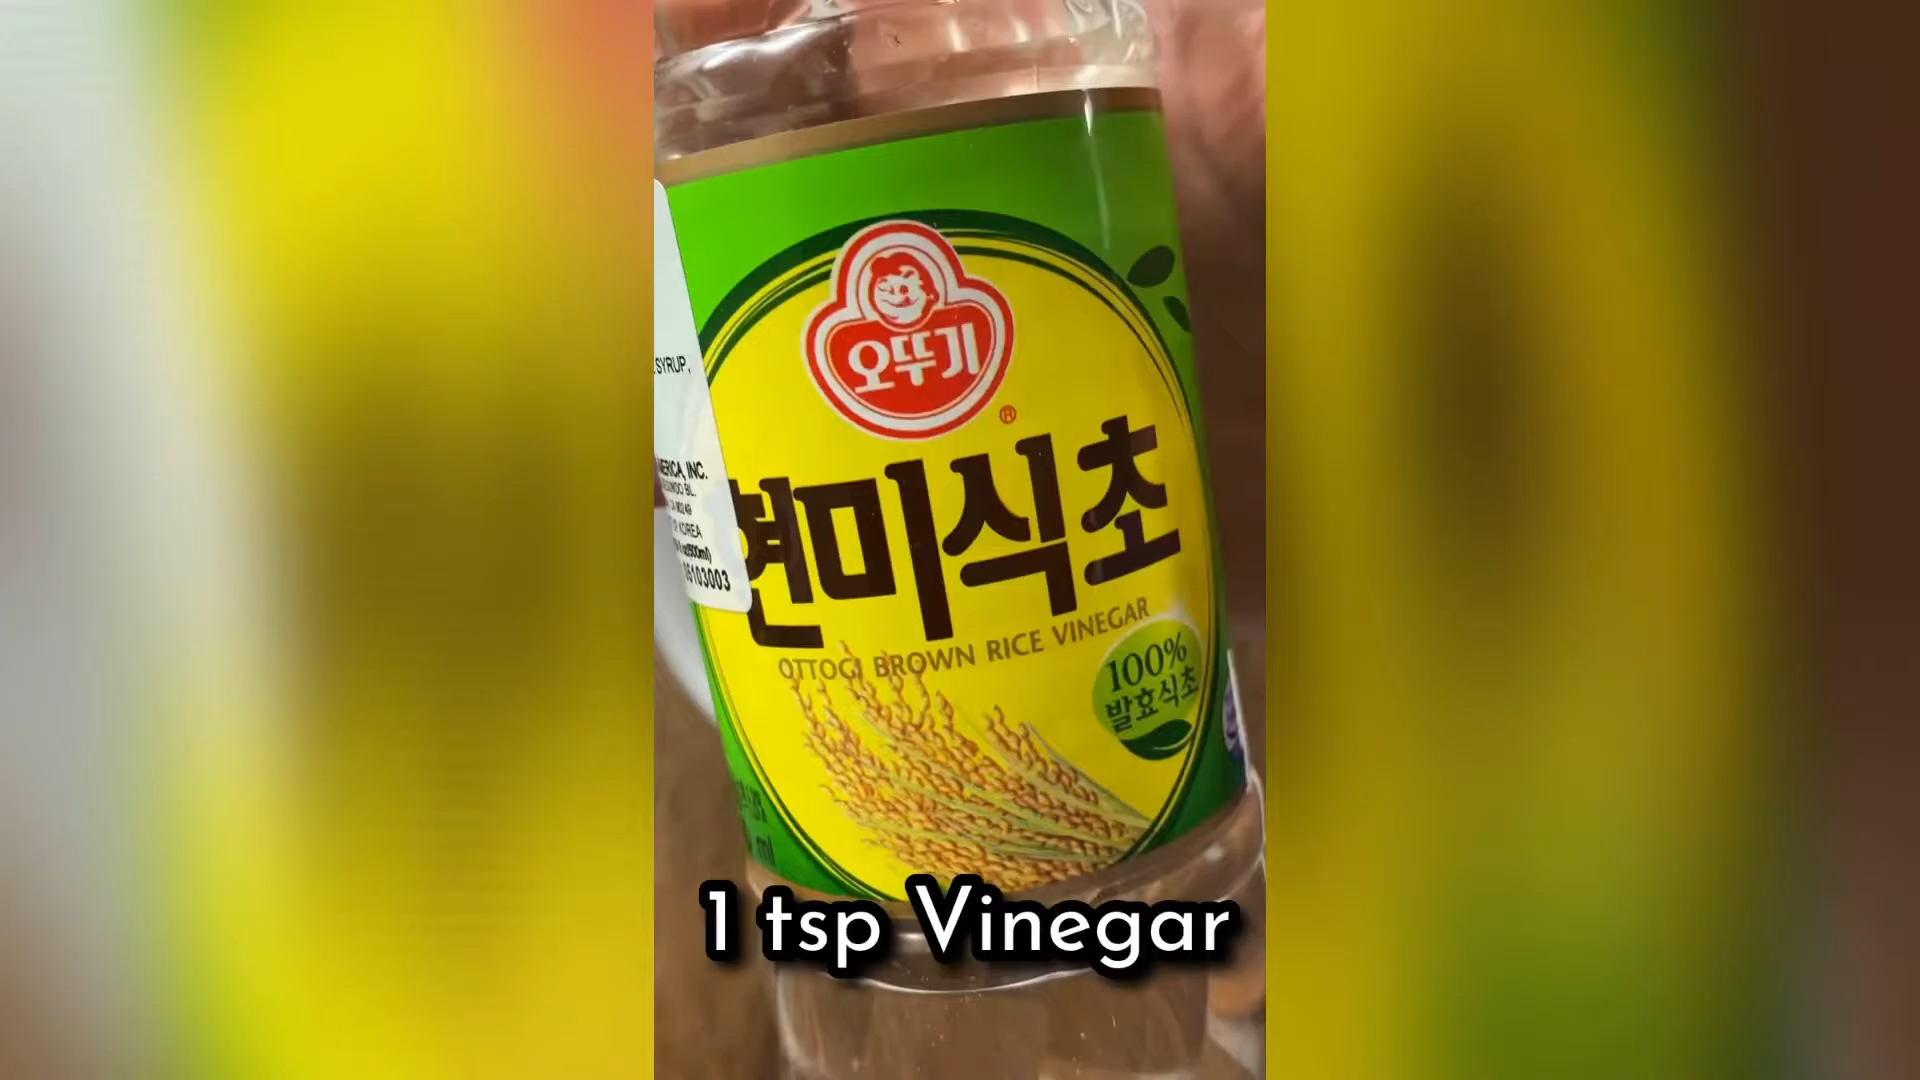 오뚜기
®
SYRUP,
현미식초
OTTOGI BROWN RICE VINEGAR
INC.
KOREA
100%
발효식초
ml
1 tsp Vinegar